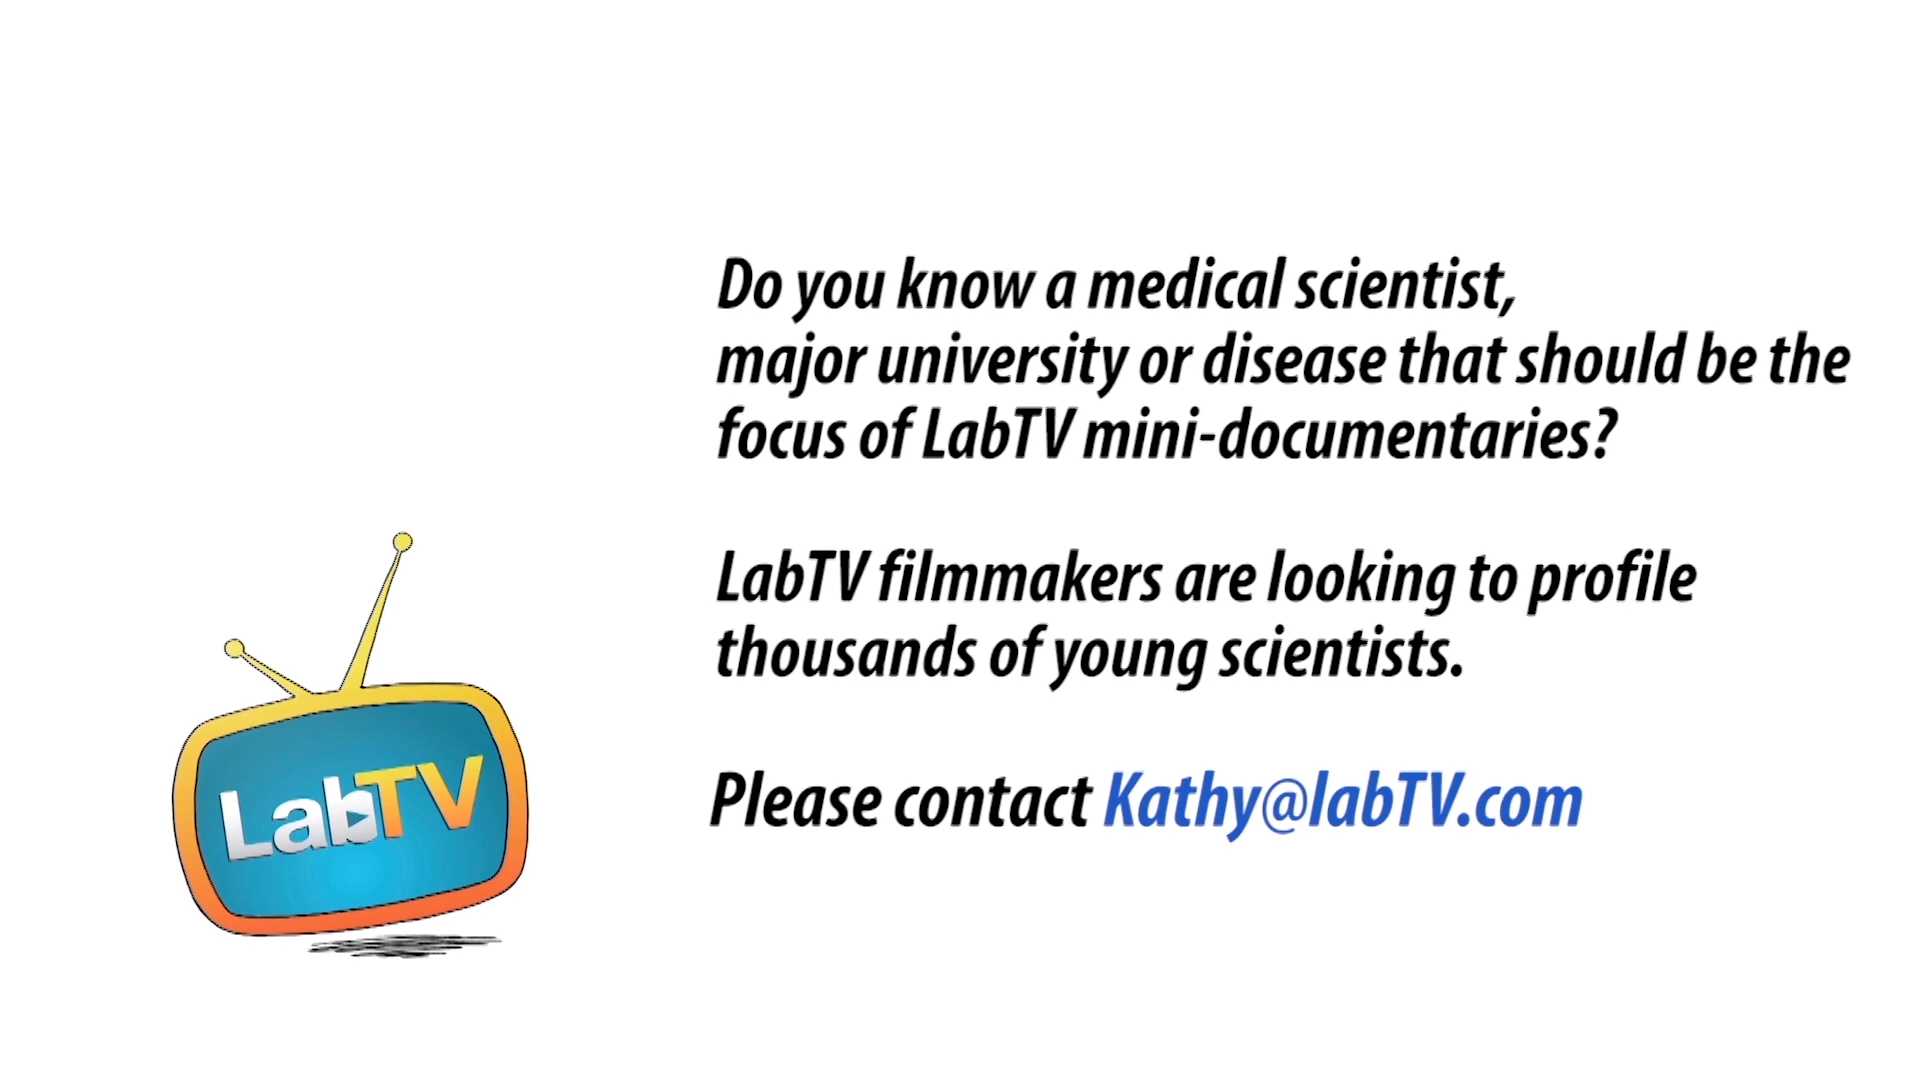 Do you know a medical scientist,
major university or disease that should be the
focus of LabTV mini-documentaries?
LabTV filmmakers are looking to profile
thousands of young scientists.
Please contact Kathy@labTV.com
LabTV